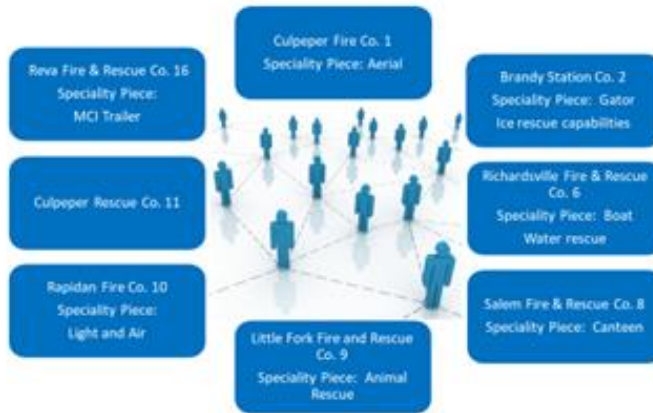 Culpeper Fire Co. 1
Speciality Piece: Aerial
Reva Fire & Rescue Co. 16
Speciality Piece:
MCI Trailer
Brandy Station Co. 2
Speciality Piece: Gator
Ice rescue capabilities
Culpeper Rescue Co. 11
Richardsville Fire & Rescue
Co. 6
Speciality Piece: Boat
Water rescue
Rapidan Fire Co. 10
Speciality Piece:
Light and Air
Salem Fire & Rescue Co. 8
Speciality Piece: Canteen
Little Fork Fire and Rescue
Co. 9
Speciality Piece: Animal
Rescue